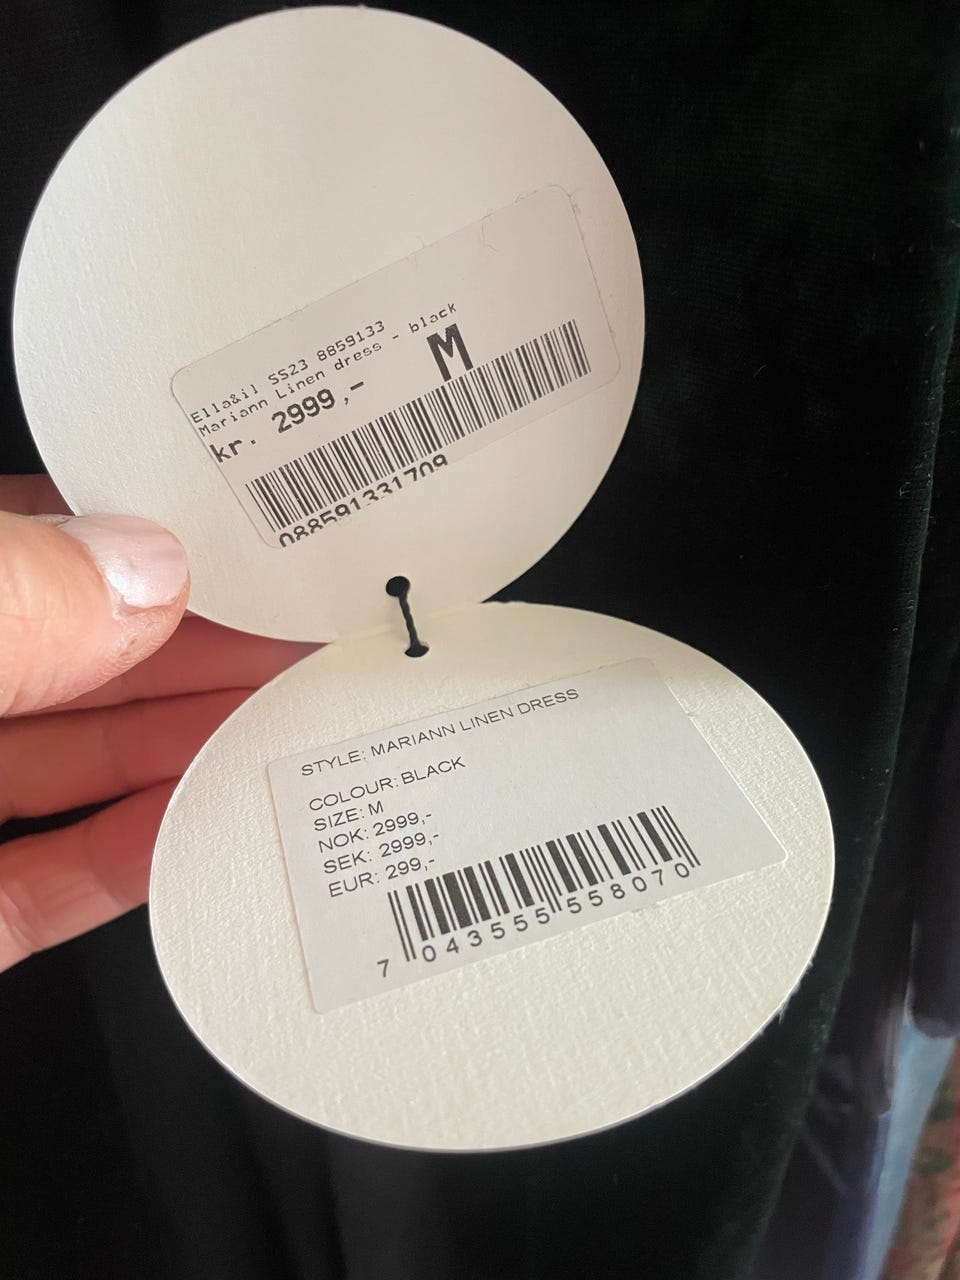 Ella&il SS23 8859133
Mariann Linen dress - black
kr. 2999,-
M
088591331709
STYLE: MARIANN LINEN DRESS
COLOUR: BLACK
SIZE: M
NOK: 2999,-
SEK: 2999,-
EUR: 299,-
7 043555 558070